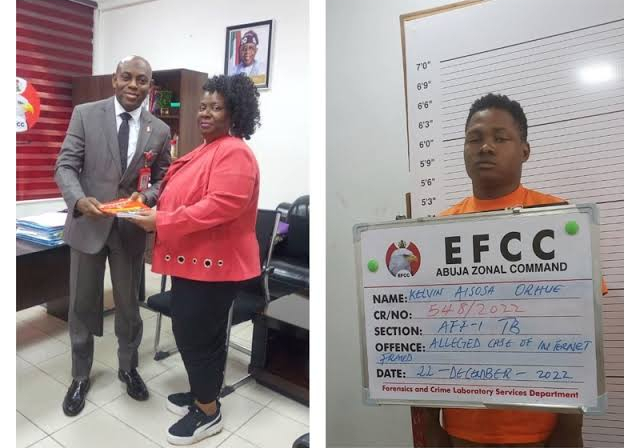 7'0"
6'9"
6'6"
6'3"
6'0"
5'9"
5'6"
5'3"
EFCC
ABUJA ZONAL COMMAND
NAME: KELVIN AISOSA ORHUE
CR/NO: 548/2022
SECTION: AFF-1 TB
OFFENCE: ALLEGED CASE OF INTERNET
FRAUD
DATE: 22-DECEMBER-2022
Forensics and Crime Laboratory Services Department